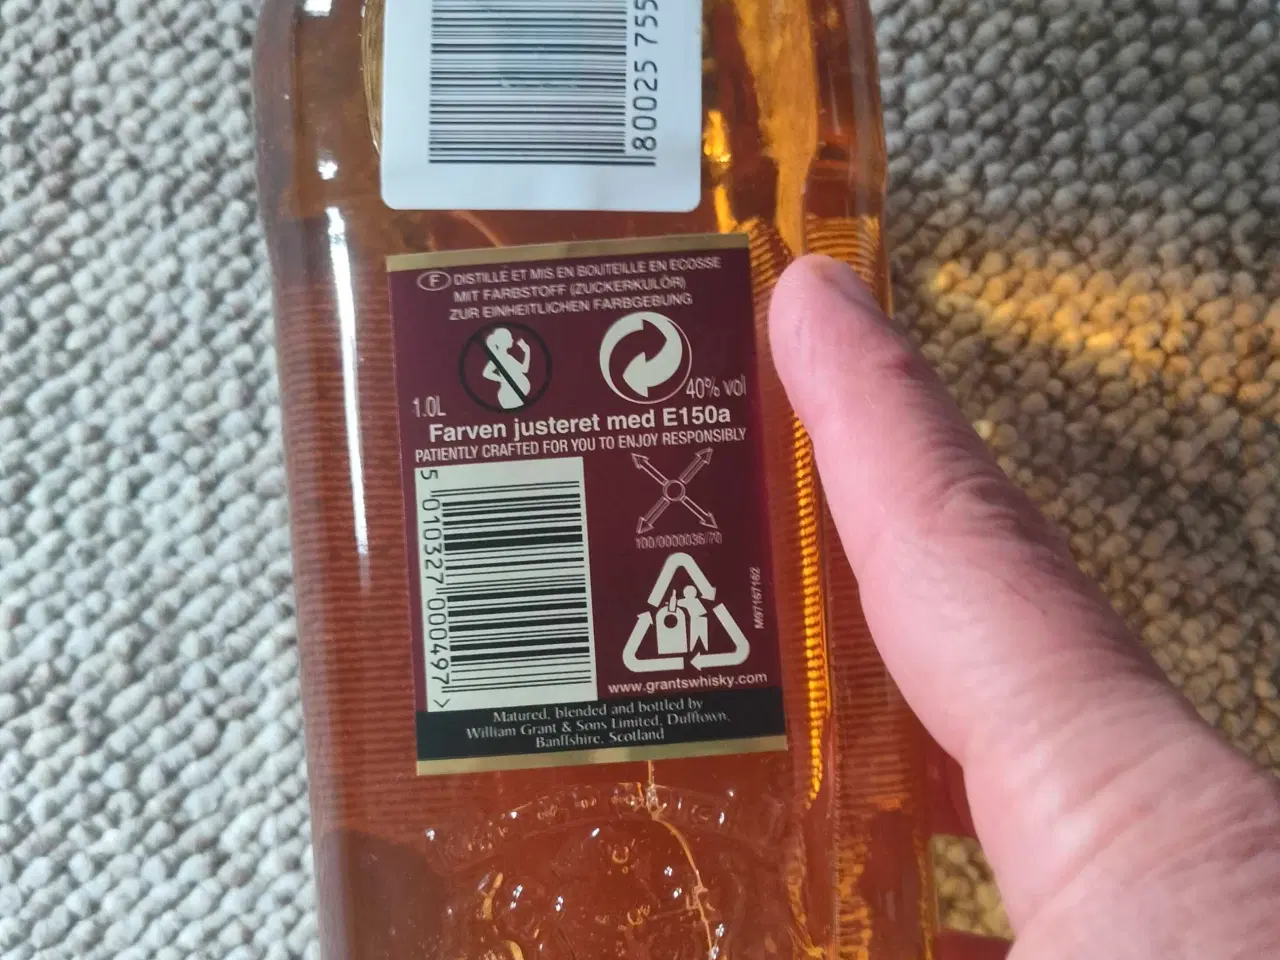 80025 755
F DISTILLE ET MIS EN BOUTEILLE EN ECOSSE
MIT FARBSTOFF (ZUCKERKULÖR)
ZUR EINHEITLICHEN FARBGEBUNG
1.0L
40% vol
Farven justeret med E150a
PATIENTLY CRAFTED FOR YOU TO ENJOY RESPONSIBLY
5 010327 000497 >
100/0000036/70
M97167162
www.grantswhisky.com
Matured, blended and bottled by
William Grant & Sons Limited, Dufftown,
Banffshire, Scotland